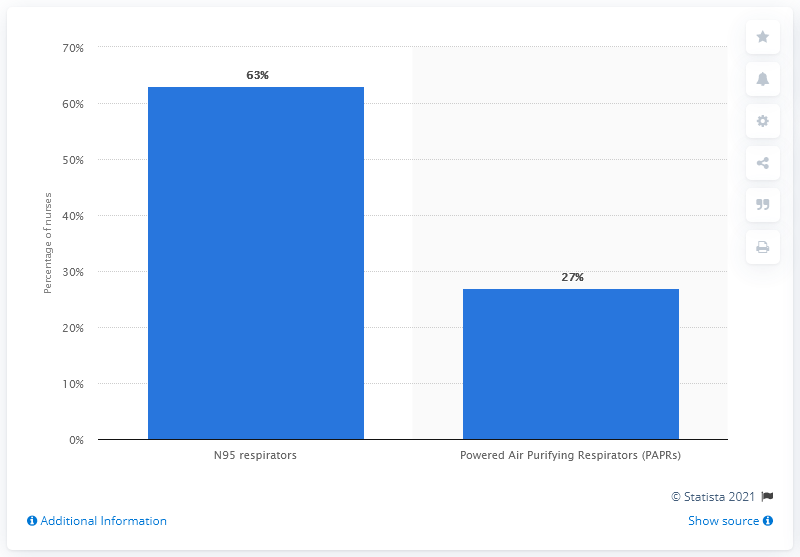 70%
60%
50%
40%
30%
20%
10%
0%
Percentage of nurses
63%
27%
N95 respirators
Powered Air Purifying Respirators (PAPRs)
© Statista 2021
Additional Information
Show source